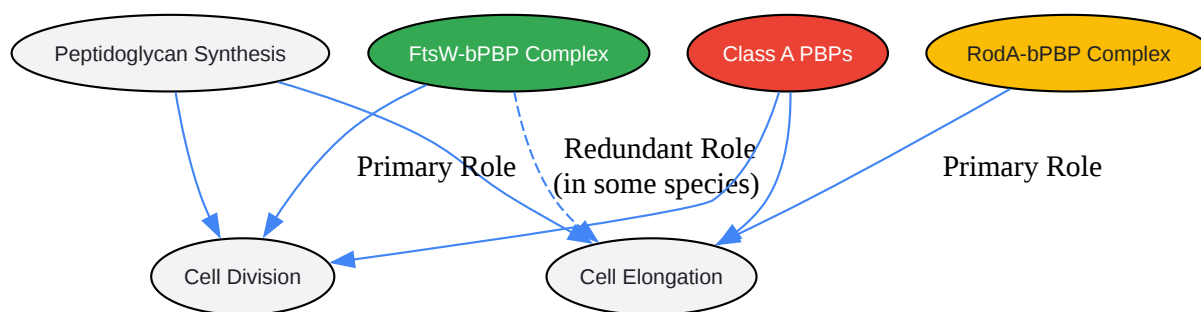 Peptidoglycan Synthesis
FtsW-bPBP Complex
Class A PBPs
RodA-bPBP Complex
Primary Role
Redundant Role
(in some species)
Primary Role
Cell Division
Cell Elongation